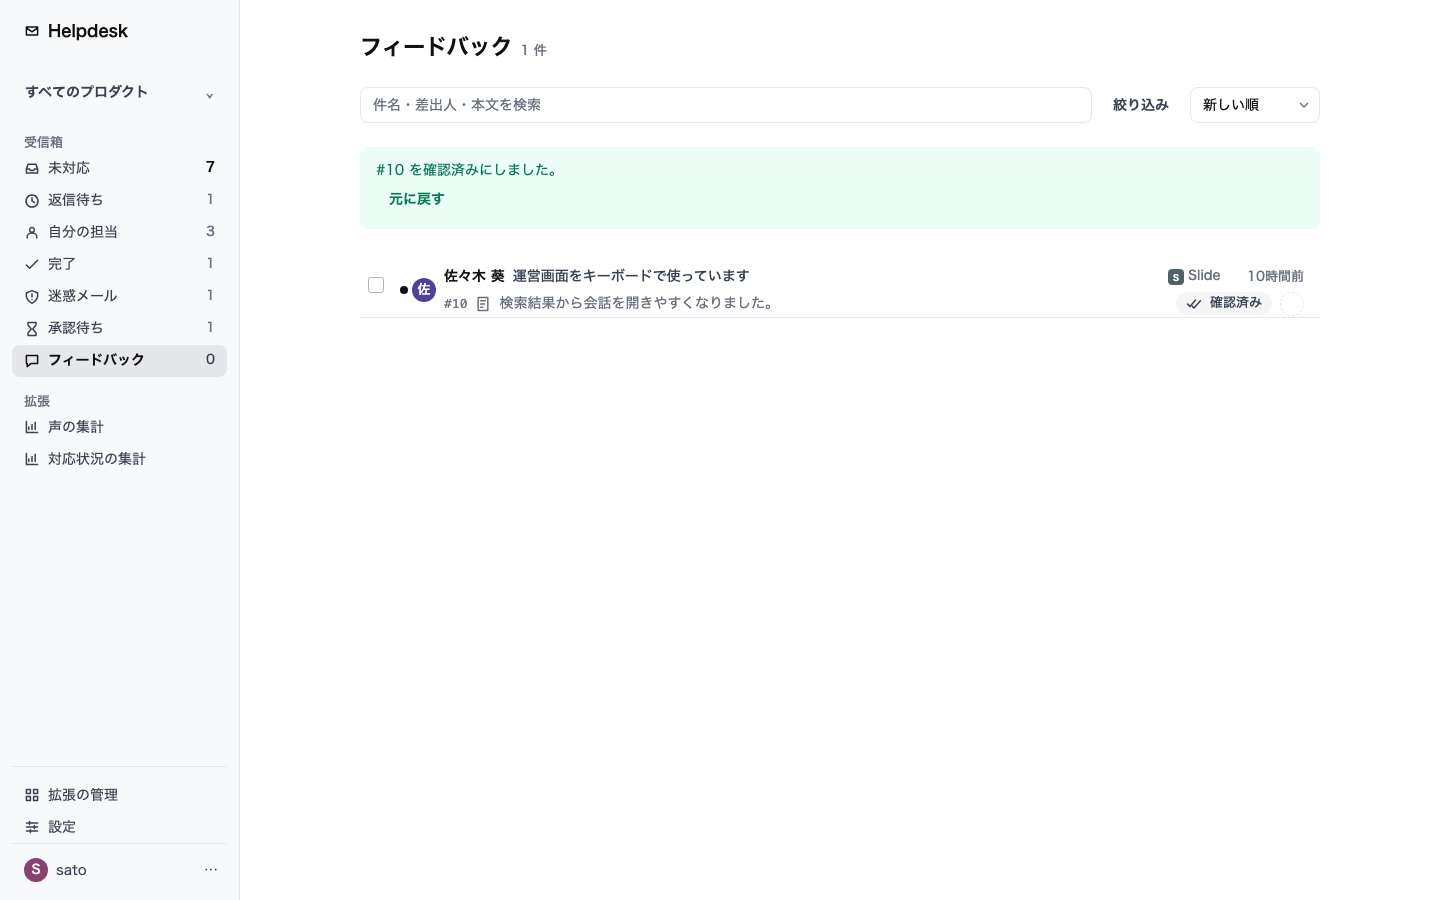 Helpdesk
すべてのプロダクト
受信箱
未対応 7
返信待ち 1
自分の担当 3
完了 1
迷惑メール 1
承認待ち 1
フィードバック 0
拡張
声の集計
対応状況の集計
拡張の管理
設定
S sato
フィードバック 1 件
件名・差出人・本文を検索 絞り込み 新しい順
#10 を確認済みにしました。
元に戻す
佐 佐々木 葵 運営画面をキーボードで使っています S Slide 10時間前
#10 検索結果から会話を開きやすくなりました。 確認済み